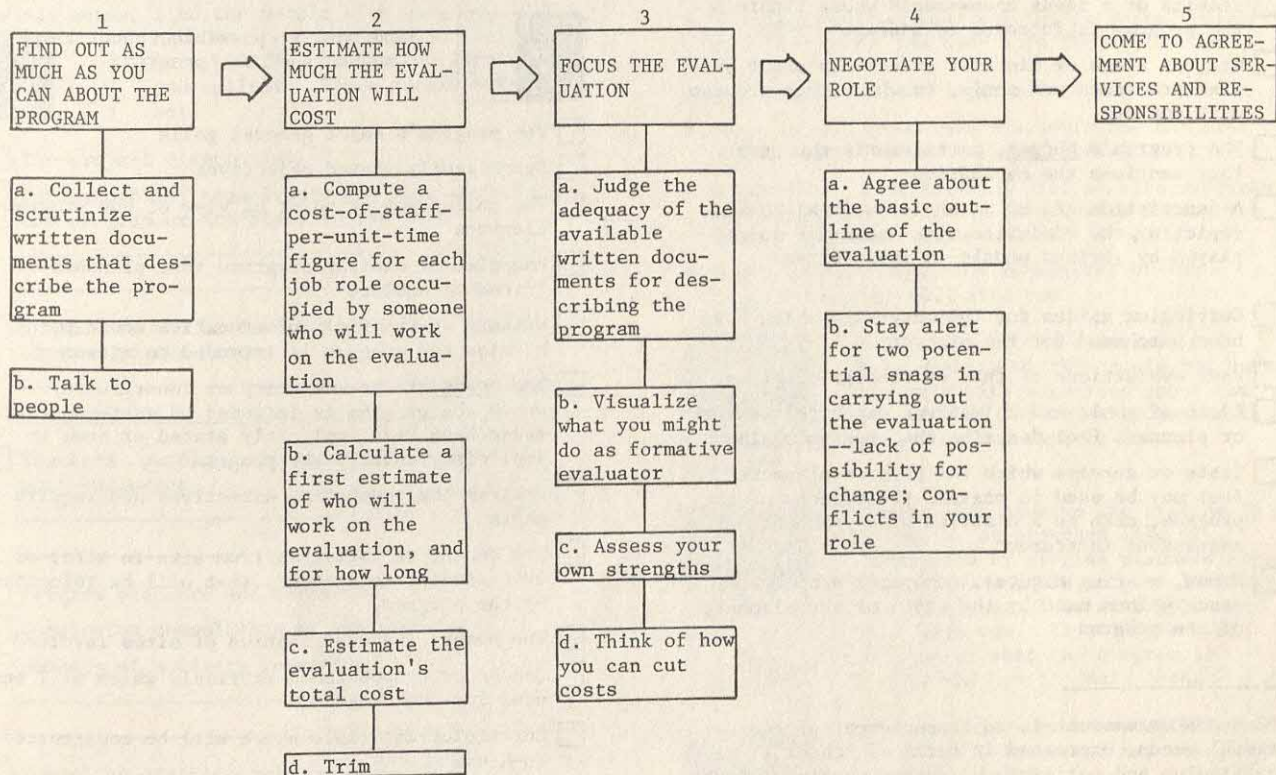 1
FIND OUT AS
MUCH AS YOU
CAN ABOUT THE
PROGRAM
a. Collect and
scrutinize
written docu-
ments that des-
cribe the pro-
gram
b. Talk to
people
2
ESTIMATE HOW
MUCH THE EVAL-
UATION WILL
COST
a. Compute a
cost-of-staff-
per-unit-time
figure for each
job role occu-
pied by someone
who will work
on the evalua-
tion
b. Calculate a
first estimate
of who will
work on the
evaluation, and
for how long
c. Estimate the
evaluation's
total cost
d. Trim
3
FOCUS THE EVAL-
UATION
a. Judge the
adequacy of the
available
written docu-
ments for des-
cribing the
program
b. Visualize
what you might
do as formative
evaluator
c. Assess your
own strengths
d. Think of how
you can cut
costs
4
NEGOTIATE YOUR
ROLE
a. Agree about
the basic out-
line of the
evaluation
b. Stay alert
for two poten-
tial snags in
carrying out
the evaluation
--lack of pos-
sibility for
change; con-
flicts in your
role
5
COME TO AGREE-
MENT ABOUT SER-
VICES AND RE-
SPONSIBILITIES